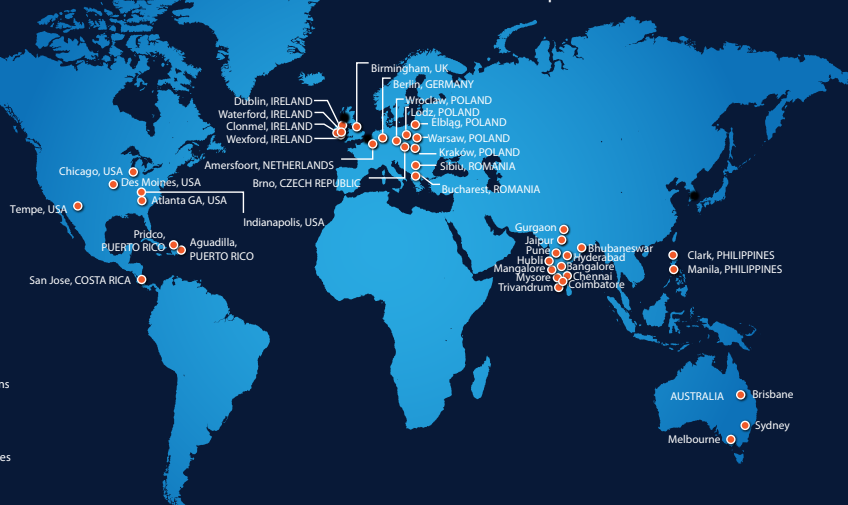 Birmingham, UK
Berlin, GERMANY
Dublin, IRELAND
Wroclaw, POLAND
Waterford, IRELAND
Lódz, POLAND
Clonmel, IRELAND
Elbląg, POLAND
Wexford, IRELAND
Warsaw, POLAND
Kraków, POLAND
Amersfoort, NETHERLANDS
Sibiu, ROMANIA
Brno, CZECH REPUBLIC
Bucharest, ROMANIA
Chicago, USA
Des Moines, USA
Atlanta GA, USA
Tempe, USA
Indianapolis, USA
Pridco,
PUERTO RICO
Aguadilla,
PUERTO RICO
San Jose, COSTA RICA
Gurgaon
Jaipur
Bhubaneswar
Pune
Hyderabad
Hubli
Bangalore
Mangalore
Chennai
Mysore
Coimbatore
Trivandrum
Clark, PHILIPPINES
Manila, PHILIPPINES
AUSTRALIA
Brisbane
Sydney
Melbourne